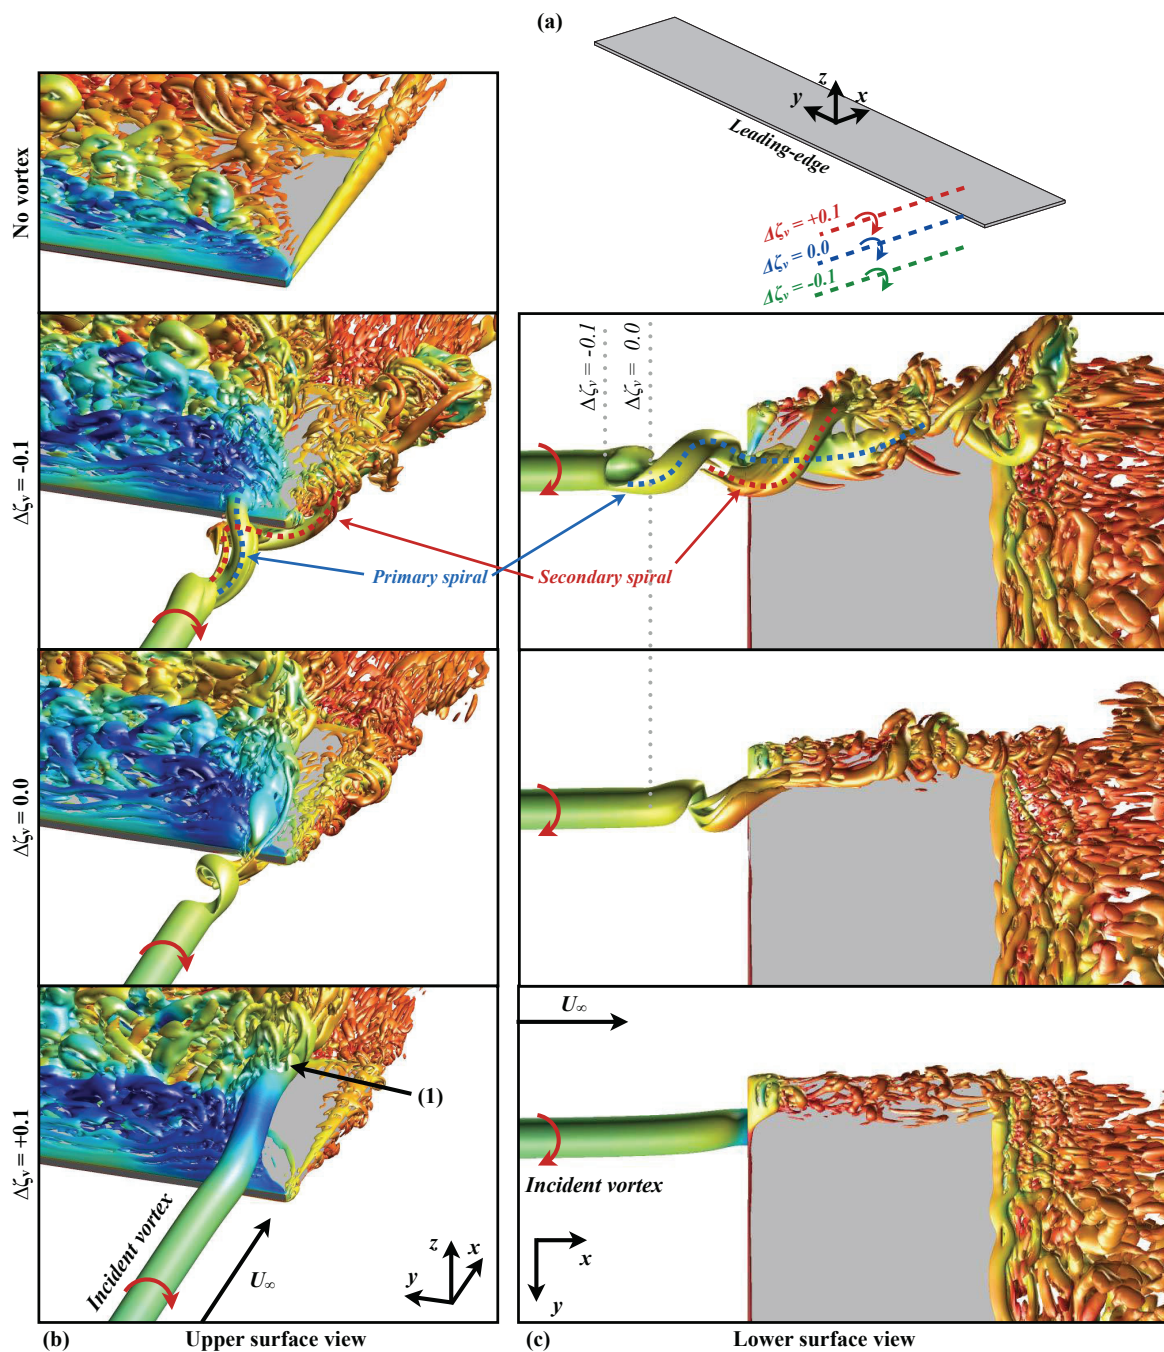 (a)
z
y
x
Leading-edge
Δζᵥ = +0.1
Δζᵥ = 0.0
Δζᵥ = -0.1
No vortex
Δζᵥ = -0.1
Δζᵥ = 0.0
Δζᵥ = +0.1
Δζᵥ = -0.1
Δζᵥ = 0.0
Primary spiral
Secondary spiral
(1)
Incident vortex
U∞
z
x
y
U∞
Incident vortex
x
y
(b)
Upper surface view
(c)
Lower surface view